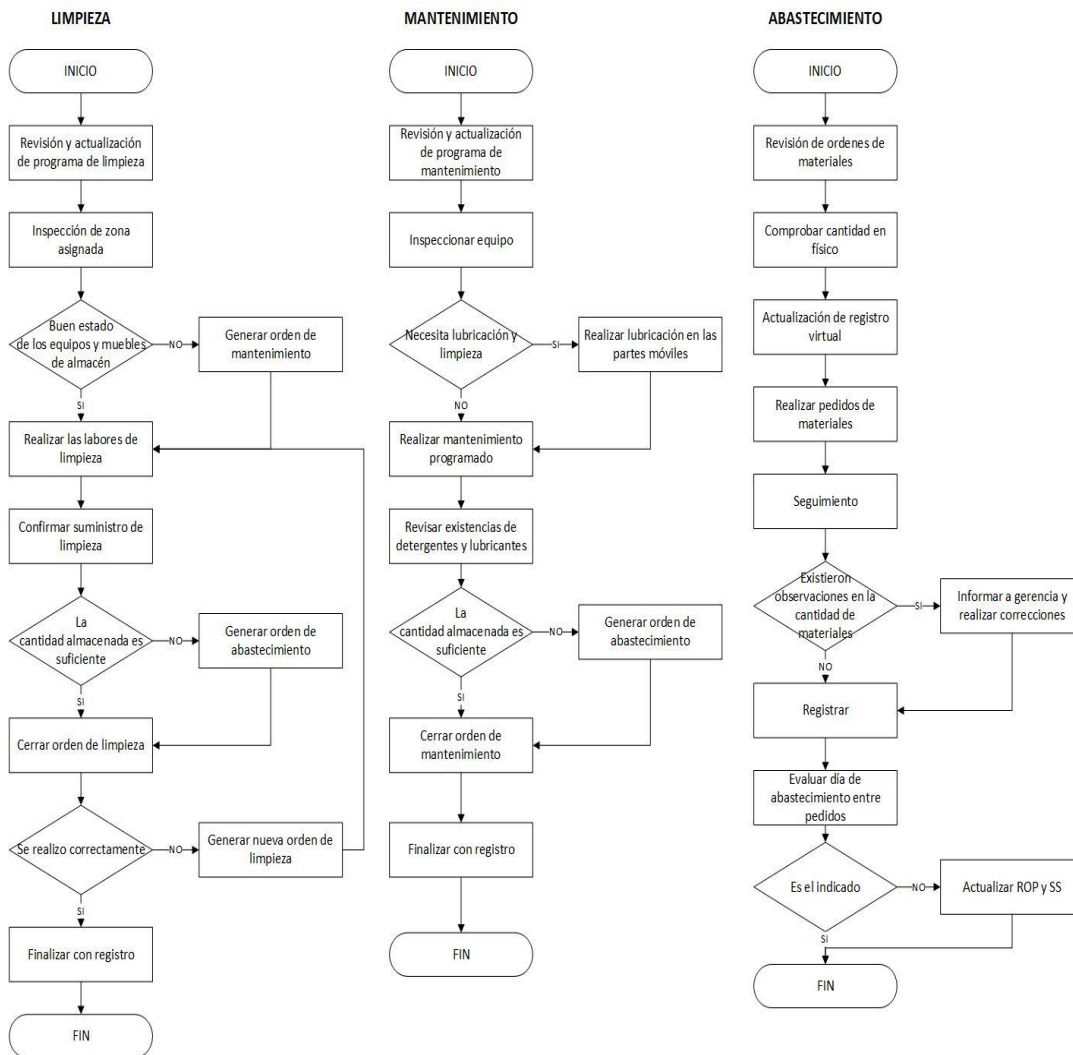 LIMPIEZA
INICIO
Revisión y actualización
de programa de limpieza
Inspección de zona
asignada
Buen estado
de los equipos y muebles
de almacén
NO
Generar orden de
mantenimiento
SI
Realizar las labores de
limpieza
Confirmar suministro de
limpieza
La
cantidad almacenada es
suficiente
NO
Generar orden de
abastecimiento
SI
Cerrar orden de limpieza
Se realizo correctamente
NO
Generar nueva orden de
limpieza
SI
Finalizar con registro
FIN
MANTENIMIENTO
INICIO
Revisión y actualización
de programa de
mantenimiento
Inspeccionar equipo
Necesita lubricación y
limpieza
SI
Realizar lubricación en las
partes móviles
NO
Realizar mantenimiento
programado
Revisar existencias de
detergentes y lubricantes
La
cantidad almacenada es
suficiente
NO
Generar orden de
abastecimiento
SI
Cerrar orden de
mantenimiento
Finalizar con registro
FIN
ABASTECIMIENTO
INICIO
Revisión de ordenes de
materiales
Comprobar cantidad en
físico
Actualización de registro
virtual
Realizar pedidos de
materiales
Seguimiento
Existieron
observaciones en la
cantidad de
materiales
SI
Informar a gerencia y
realizar correcciones
NO
Registrar
Evaluar día de
abastecimiento entre
pedidos
Es el indicado
NO
Actualizar ROP y SS
SI
FIN